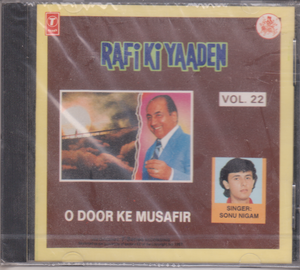 RAFI KI YAADEN
VOL. 22
O DOOR KE MUSAFIR
SINGER:
SONU NIGAM